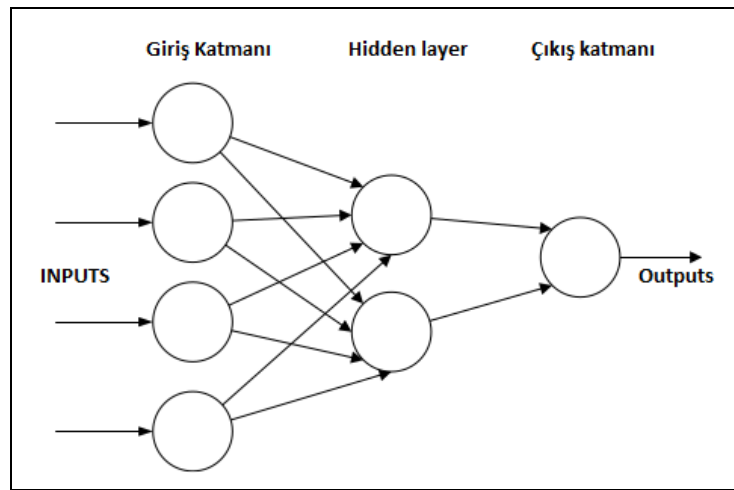 Giriş Katmanı
Hidden layer
Çıkış katmanı
INPUTS
Outputs